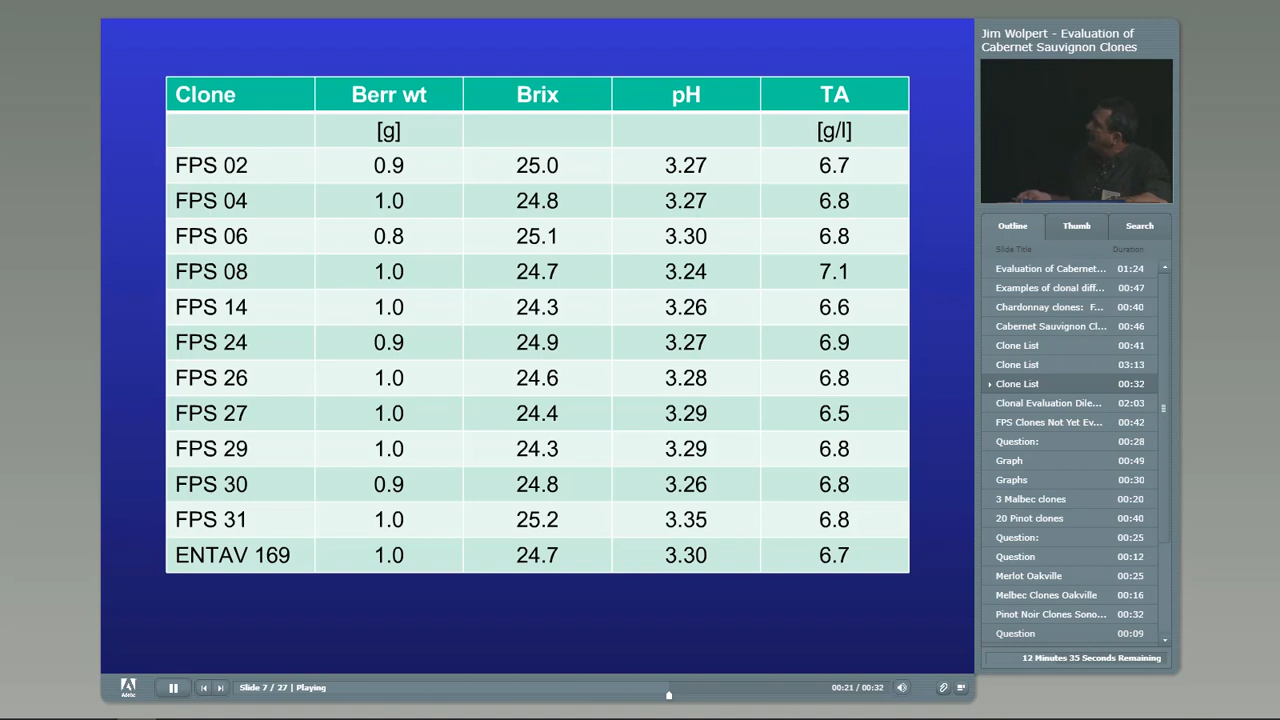 Jim Wolpert - Evaluation of
Cabernet Sauvignon Clones
Clone Berr wt Brix pH TA
[g] [g/l]
FPS 02 0.9 25.0 3.27 6.7
FPS 04 1.0 24.8 3.27 6.8
FPS 06 0.8 25.1 3.30 6.8
FPS 08 1.0 24.7 3.24 7.1
FPS 14 1.0 24.3 3.26 6.6
FPS 24 0.9 24.9 3.27 6.9
FPS 26 1.0 24.6 3.28 6.8
FPS 27 1.0 24.4 3.29 6.5
FPS 29 1.0 24.3 3.29 6.8
FPS 30 0.9 24.8 3.26 6.8
FPS 31 1.0 25.2 3.35 6.8
ENTAV 169 1.0 24.7 3.30 6.7
Outline Thumb Search
Slide Title Duration
Evaluation of Cabernet... 01:24
Examples of clonal diff... 00:47
Chardonnay clones: F... 00:40
Cabernet Sauvignon Cl... 00:46
Clone List 00:41
Clone List 03:13
Clone List 00:32
Clonal Evaluation Dile... 02:03
FPS Clones Not Yet Ev... 00:42
Question: 00:28
Graph 00:49
Graphs 00:30
3 Malbec clones 00:20
20 Pinot clones 00:40
Question: 00:25
Question 00:12
Merlot Oakville 00:25
Melbec Clones Oakville 00:16
Pinot Noir Clones Sono... 00:32
Question 00:09
12 Minutes 35 Seconds Remaining
Adobe
Slide 7 / 27 | Playing
00:21 / 00:32